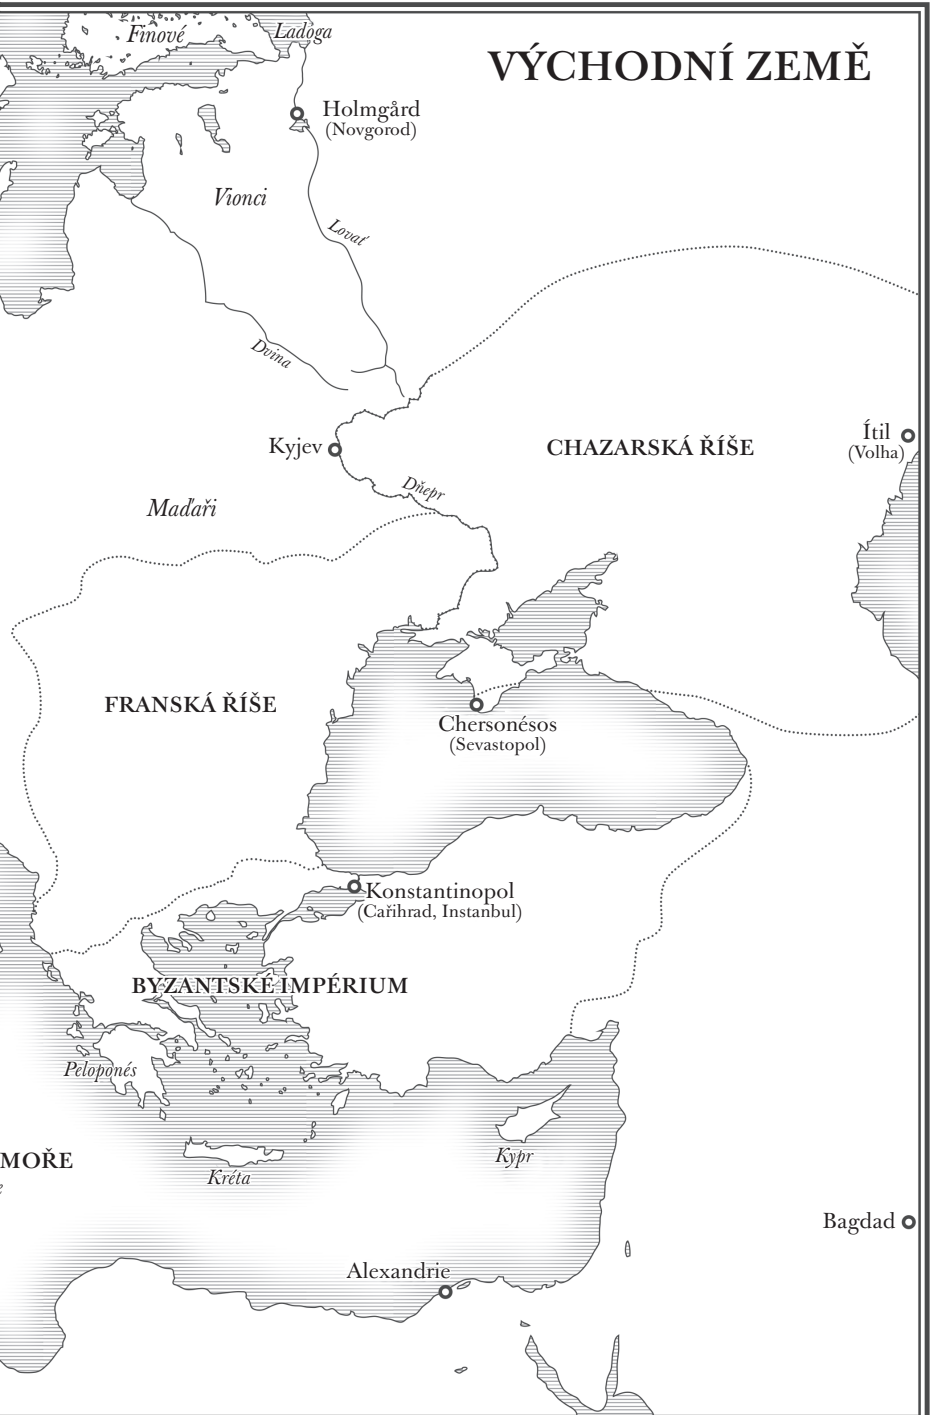 Finové
Ladoga
VÝCHODNÍ ZEMĚ
Holmgård
(Novgorod)
Vionci
Lovať
Dvina
Kyjev
CHAZARSKÁ ŘÍŠE
Ítil
(Volha)
Dněpr
Maďaři
FRANSKÁ ŘÍŠE
Chersonésos
(Sevastopol)
Konstantinopol
(Cařihrad, Instanbul)
BYZANTSKÉ IMPÉRIUM
Peloponés
Kypr
MOŘE
Kréta
Bagdad
Alexandrie